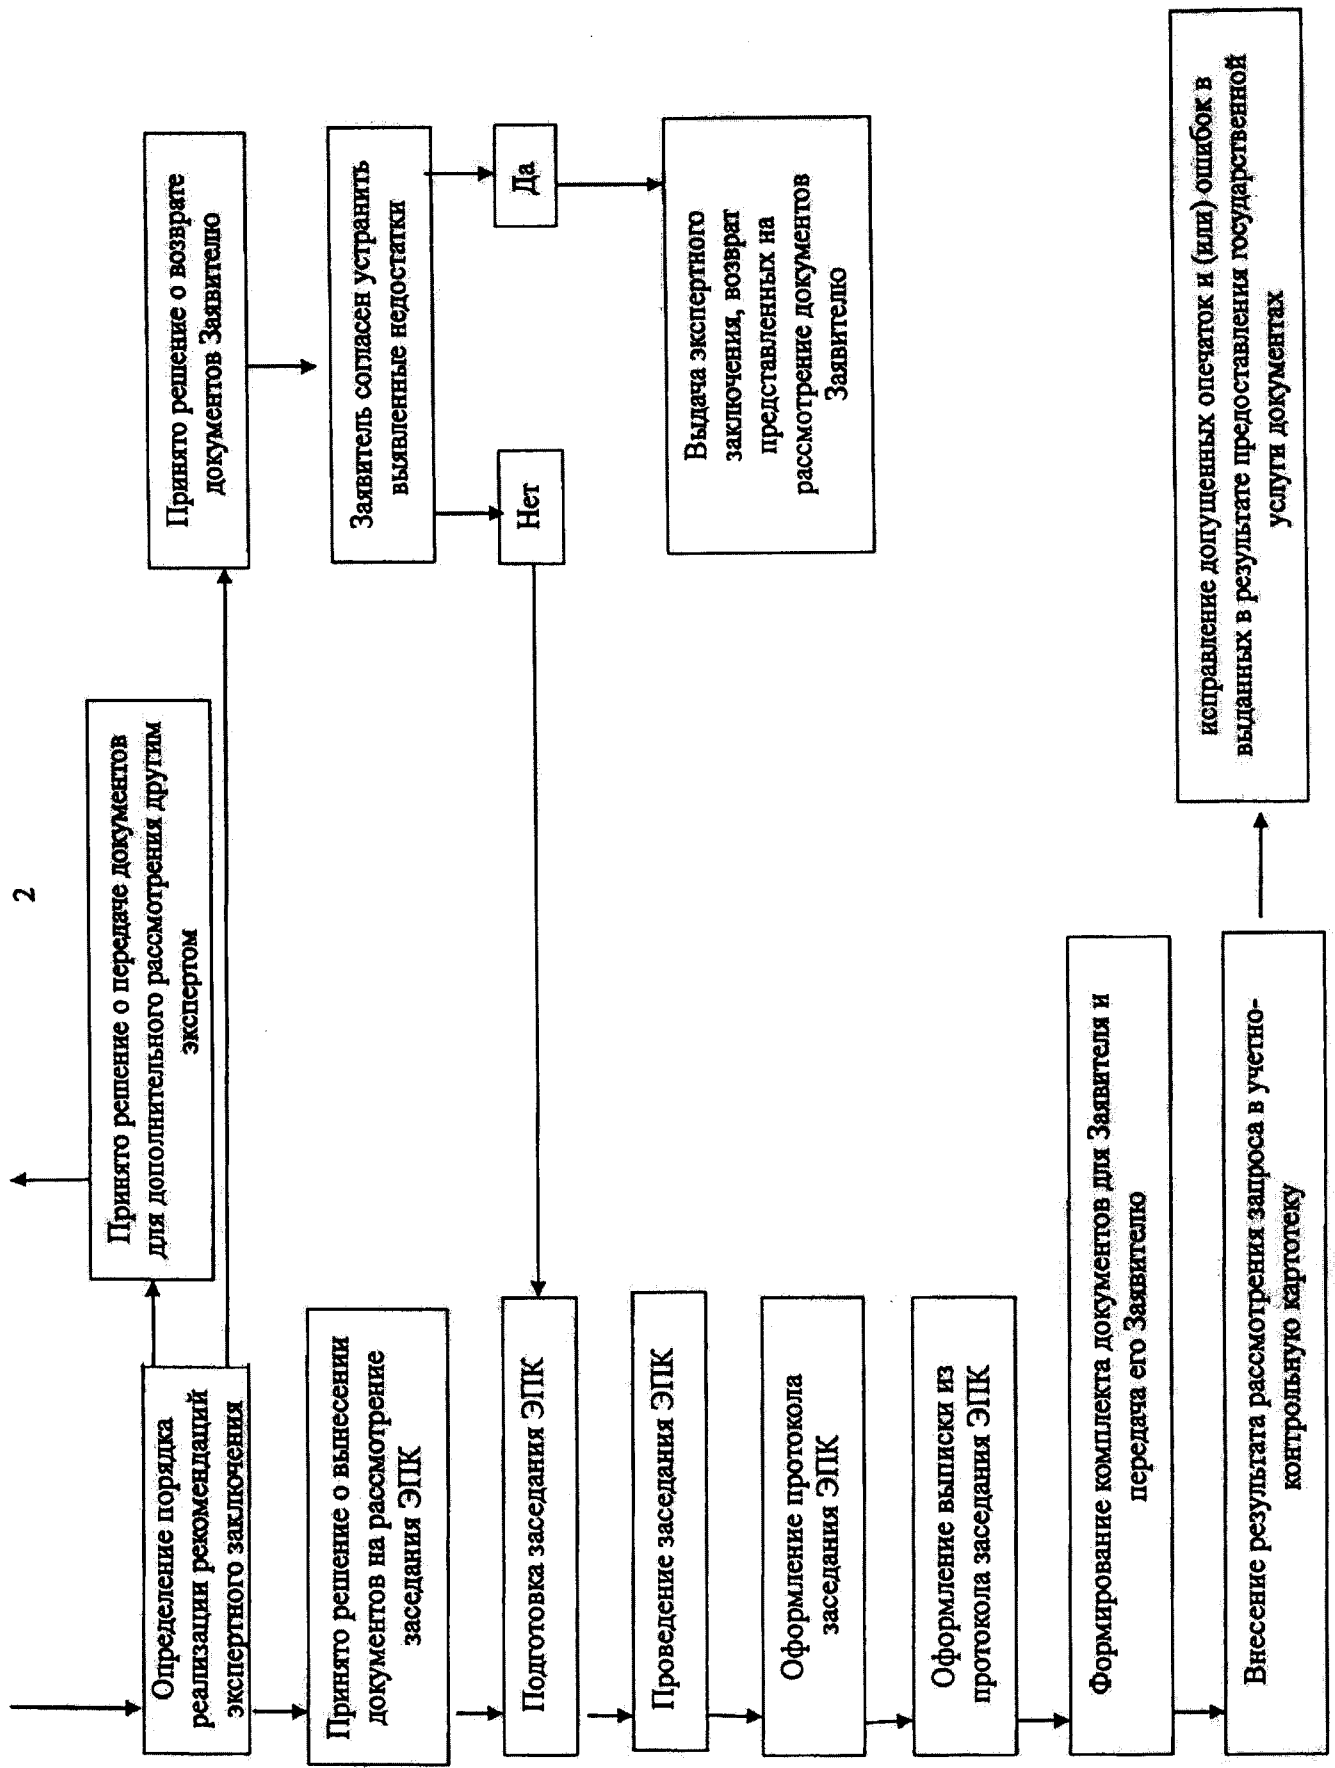 2
Определение порядка
реализации рекомендаций
экспертного заключения
Принято решение о передаче документов
для дополнительного рассмотрения другим
экспертом
Принято решение о возврате
документов Заявителю
Принято решение о вынесении
документов на рассмотрение
заседания ЭПК
Заявитель согласен устранить
выявленные недостатки
Подготовка заседания ЭПК
Нет
Да
Проведение заседания ЭПК
Выдача экспертного
заключения, возврат
представленных на
рассмотрение документов
Заявителю
Оформление протокола
заседания ЭПК
Оформление выписки из
протокола заседания ЭПК
Формирование комплекта документов для Заявителя и
передача его Заявителю
Внесение результата рассмотрения запроса в учетно-
контрольную картотеку
исправление допущенных опечаток и (или) ошибок в
выданных в результате предоставления государственной
услуги документах